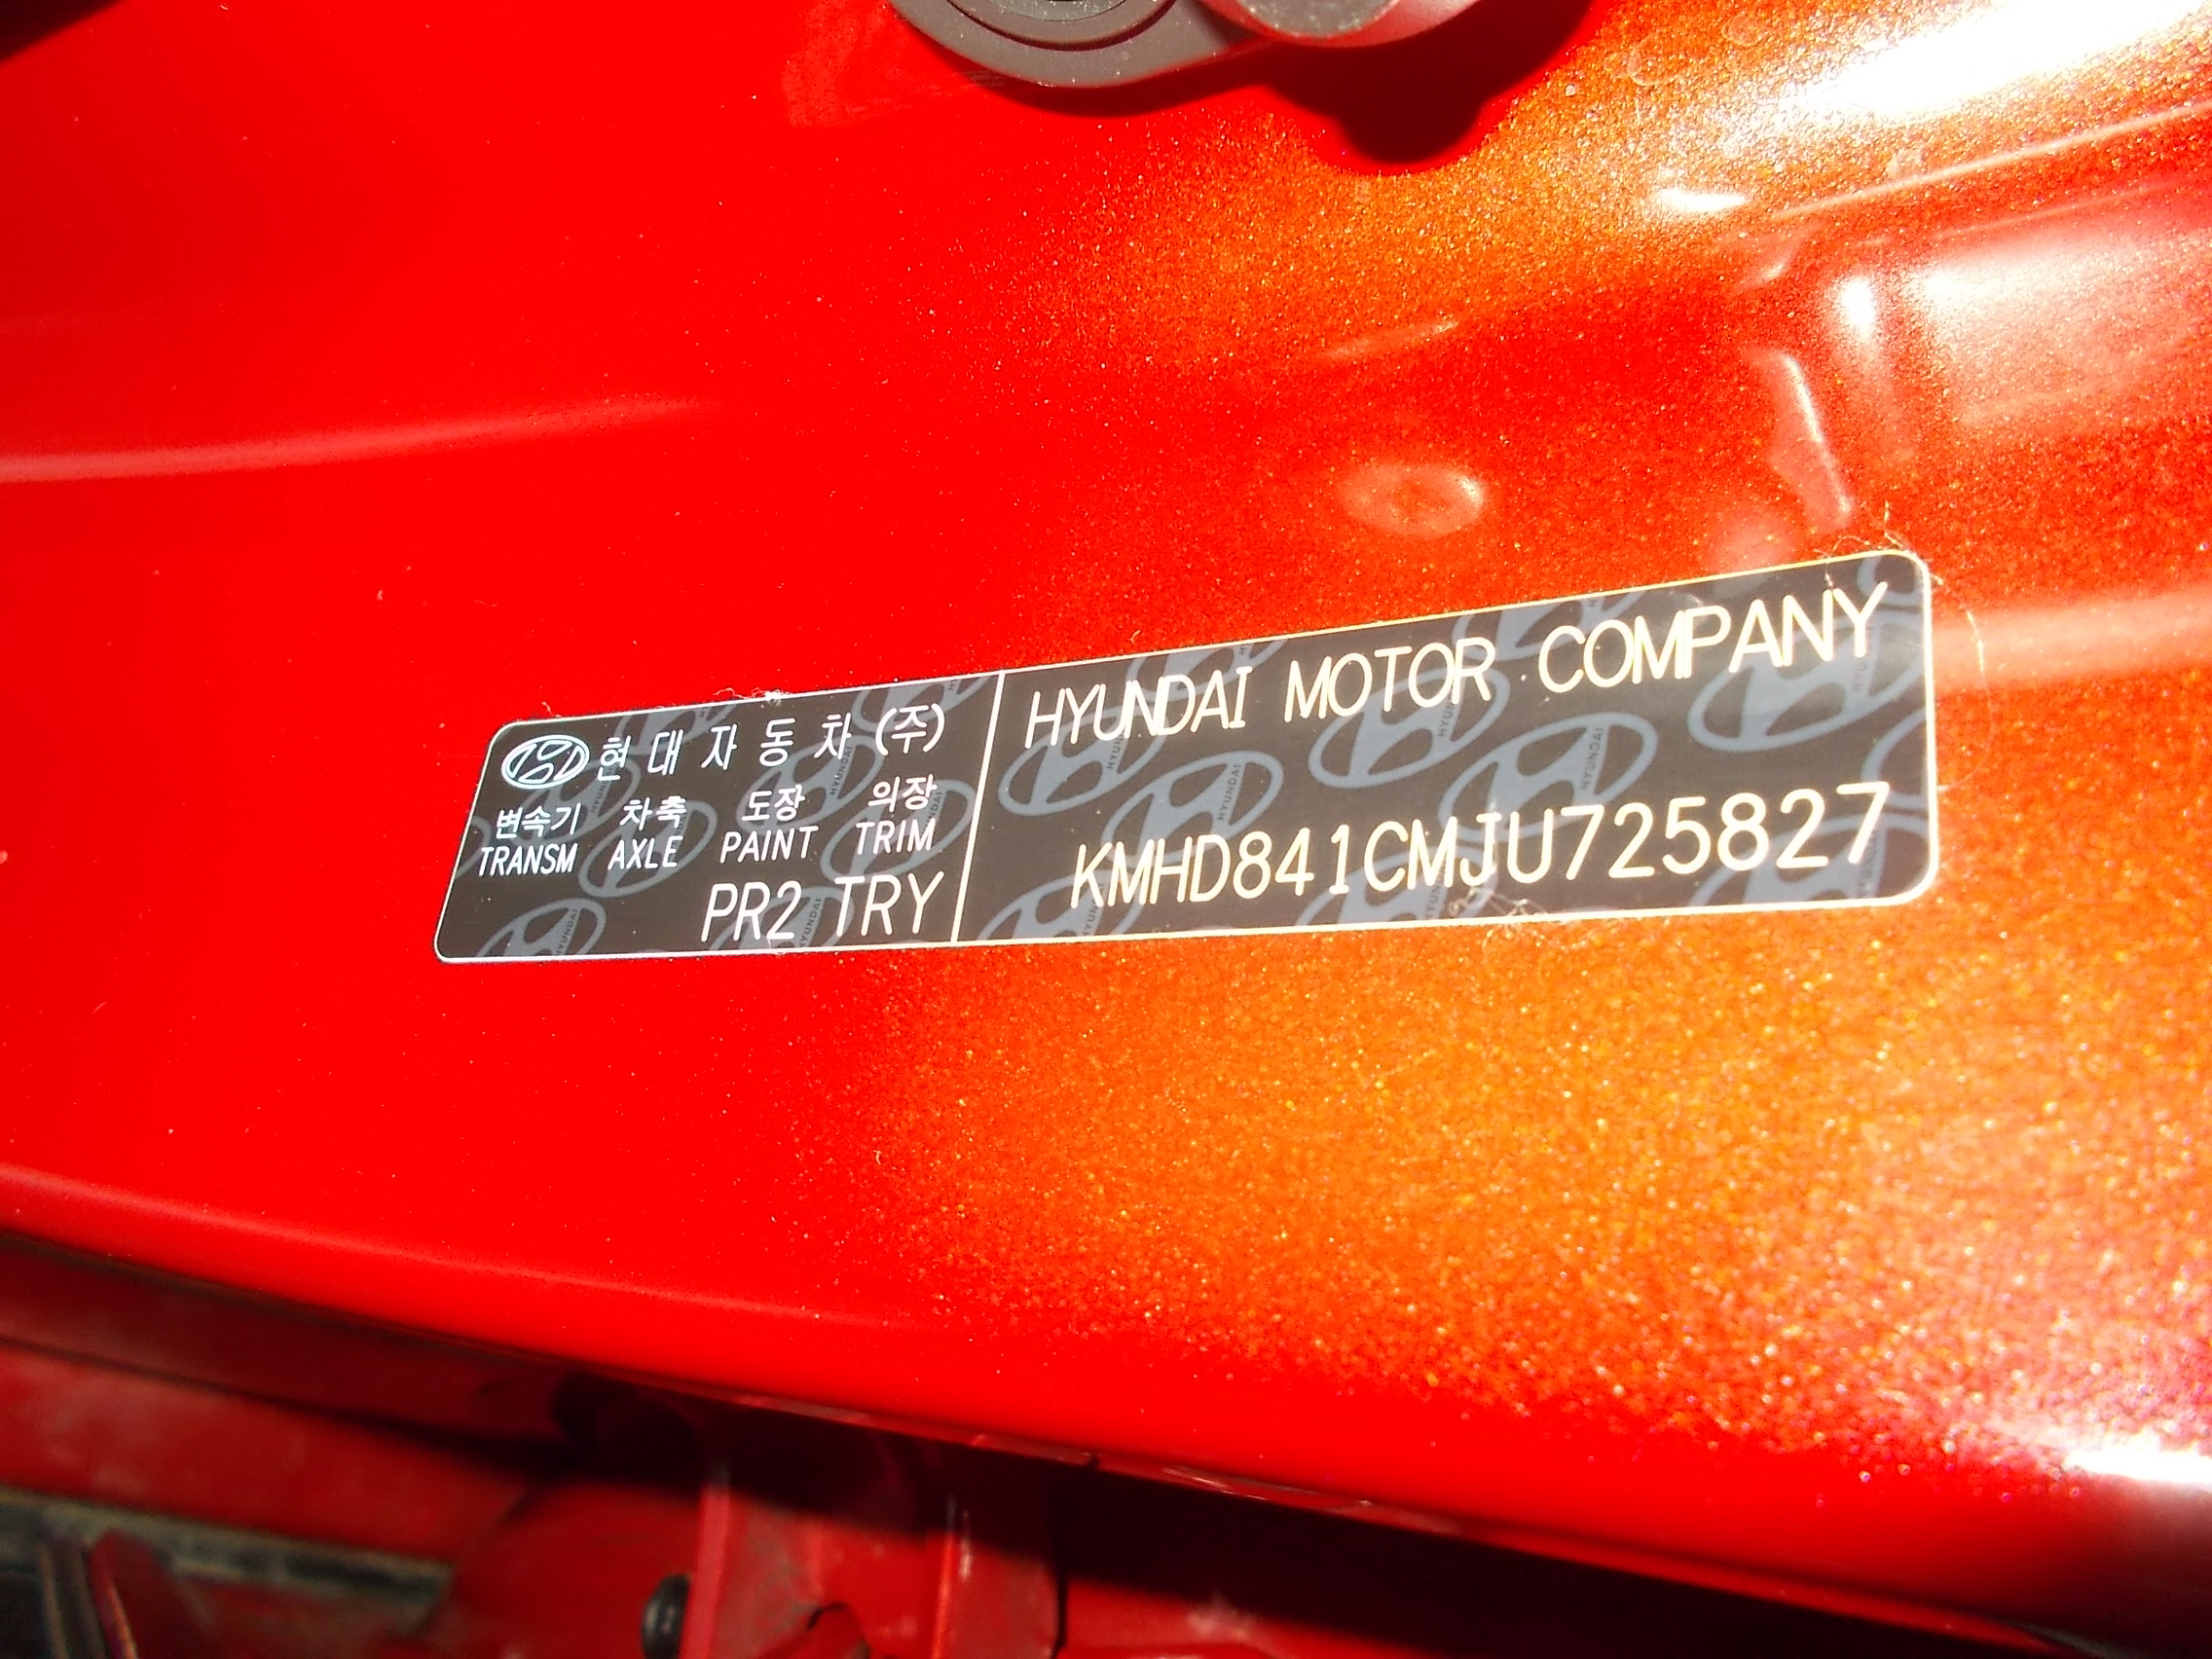 현대자동차(주)
변속기 차축 도장 의장
TRANSM AXLE PAINT TRIM
PR2 TRY
HYUNDAI MOTOR COMPANY
KMHD841CMJU725827